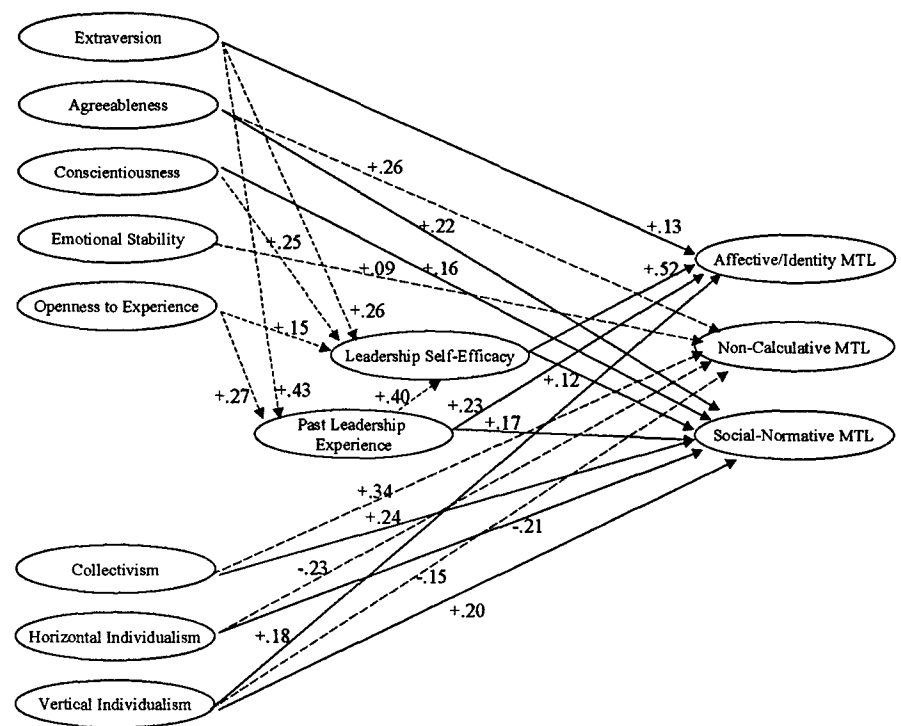 Extraversion
Agreeableness
+.26
Conscientiousness
+.22
+.13
Emotional Stability
+.25
+.09
+.16
+.52
Affective/Identity MTL
Openness to Experience
+.26
+.15
Leadership Self-Efficacy
Non-Calculative MTL
+.27
+.43
+.40
+.12
+.23
Past Leadership
Experience
+.17
Social-Normative MTL
+.34
+.24
-.21
Collectivism
-.23
-.15
+.20
Horizontal Individualism
+.18
Vertical Individualism